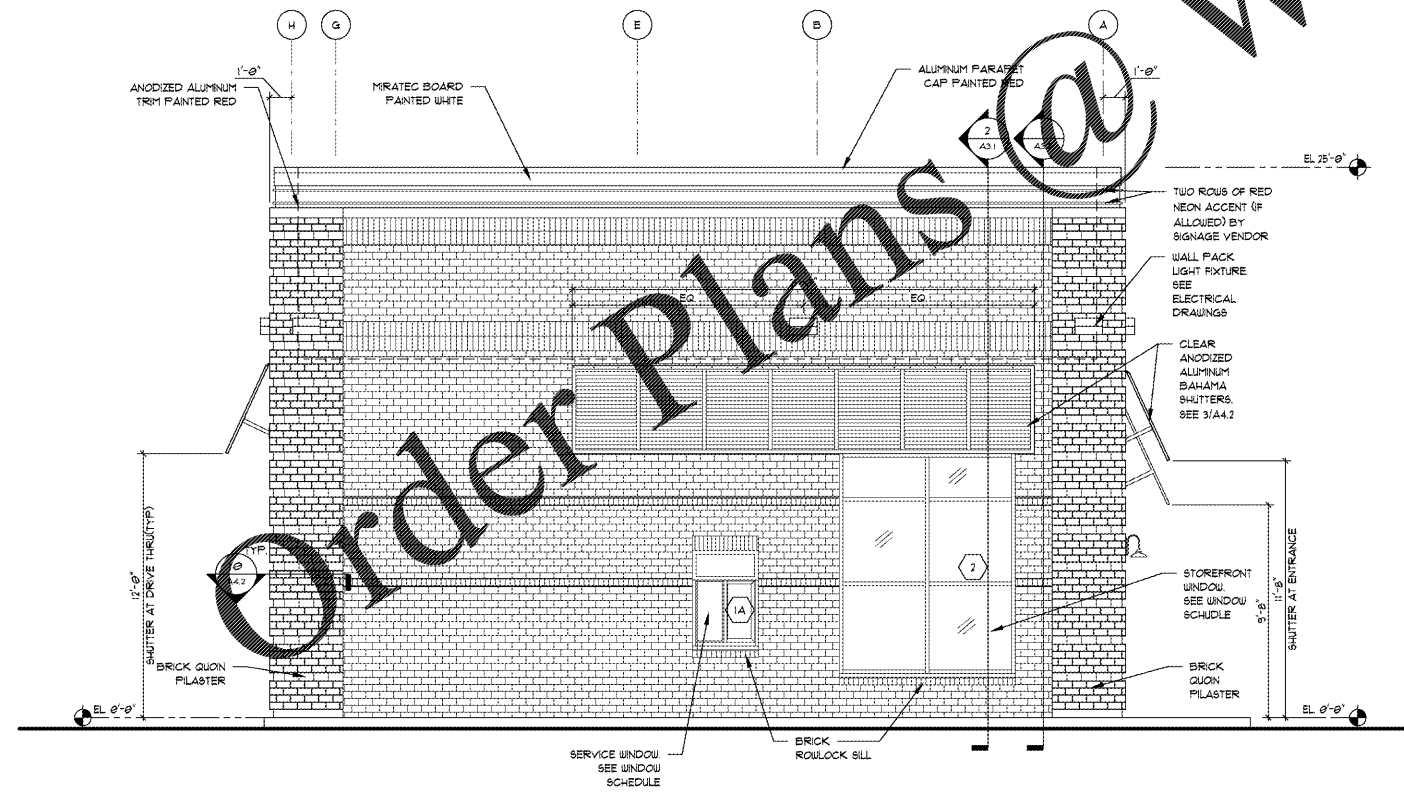 H
G
E
B
A
1'-0"
1'-0"
ANODIZED ALUMINUM
TRIM PAINTED RED
MIRATEC BOARD
PAINTED WHITE
ALUMINUM PARAPET
CAP PAINTED RED
2
A3.1
EL 25'-0"
TWO ROWS OF RED
NEON ACCENT (IF
ALLOWED) BY
SIGNAGE VENDOR
WALL PACK
LIGHT FIXTURE.
SEE
ELECTRICAL
DRAWINGS
EQ
EQ
CLEAR
ANODIZED
ALUMINUM
BAHAMA
SHUTTERS.
SEE 3/A4.2
Order Plans @ W
12'-0"
SHUTTER AT DRIVE THRU(TYP)
TYP.
A4.2
2
1A
STOREFRONT
WINDOW.
SEE WINDOW
SCHUDLE
9'-8"
11'-8"
SHUTTER AT ENTRANCE
BRICK QUOIN
PILASTER
BRICK
QUOIN
PILASTER
EL 0'-0"
EL 0'-0"
SERVICE WINDOW.
SEE WINDOW
SCHEDULE
BRICK
ROWLOCK SILL